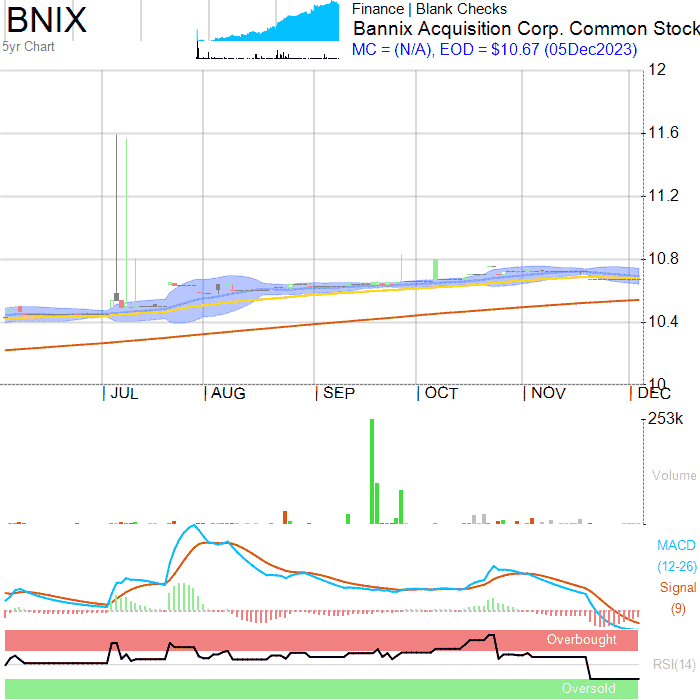 BNIX
5yr Chart
Finance | Blank Checks
Bannix Acquisition Corp. Common Stock
MC = (N/A), EOD = $10.67 (05Dec2023)
12
11.6
11.2
10.8
10.4
10
| JUL | AUG | SEP | OCT | NOV | DEC
253k
Volume
MACD
(12-26)
Signal
(9)
Overbought
RSI(14)
Oversold